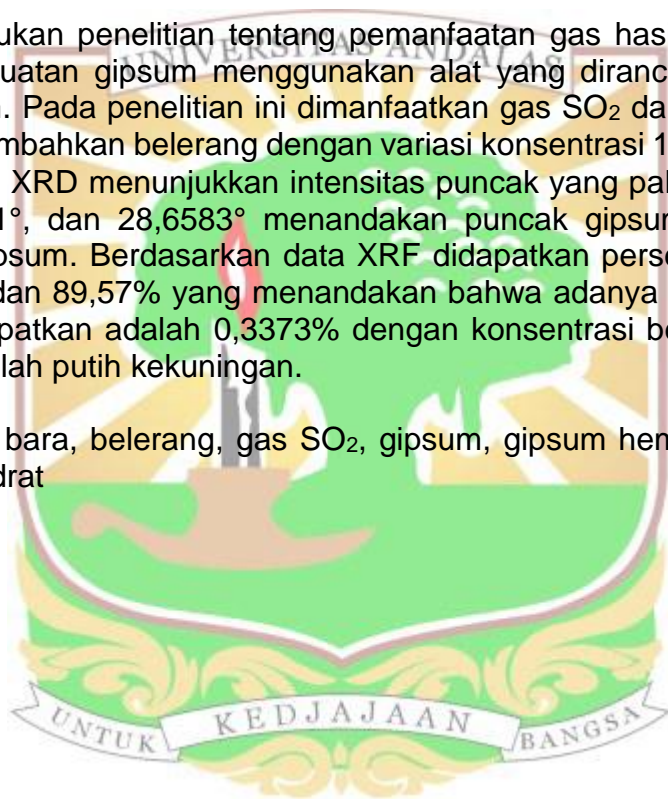 ukan penelitian tentang pemanfaatan gas has
UNIVERSITAS ANDALAS
uatan gipsum menggunakan alat yang diranc
. Pada penelitian ini dimanfaatkan gas SO₂ da
mbahkan belerang dengan variasi konsentrasi 1
XRD menunjukkan intensitas puncak yang pal
1°, dan 28,6583° menandakan puncak gipsur
osum. Berdasarkan data XRF didapatkan perse
dan 89,57% yang menandakan bahwa adanya
patkan adalah 0,3373% dengan konsentrasi be
lah putih kekuningan.
bara, belerang, gas SO₂, gipsum, gipsum hen
drat
UNTUK KEDJAJAAN BANGSA